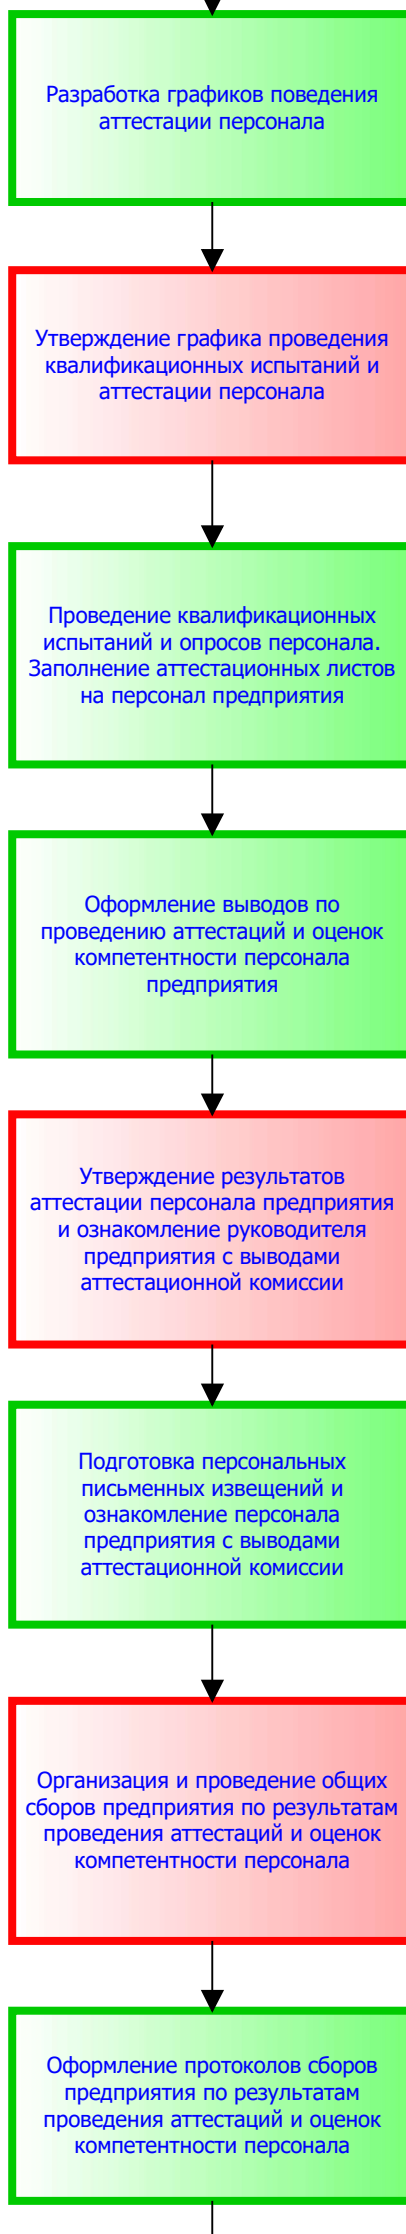 Разработка графиков поведения
аттестации персонала
Утверждение графика проведения
квалификационных испытаний и
аттестации персонала
Проведение квалификационных
испытаний и опросов персонала.
Заполнение аттестационных листов
на персонал предприятия
Оформление выводов по
проведению аттестаций и оценок
компетентности персонала
предприятия
Утверждение результатов
аттестации персонала предприятия
и ознакомление руководителя
предприятия с выводами
аттестационной комиссии
Подготовка персональных
письменных извещений и
ознакомление персонала
предприятия с выводами
аттестационной комиссии
Организация и проведение общих
сборов предприятия по результатам
проведения аттестаций и оценок
компетентности персонала
Оформление протоколов сборов
предприятия по результатам
проведения аттестаций и оценок
компетентности персонала